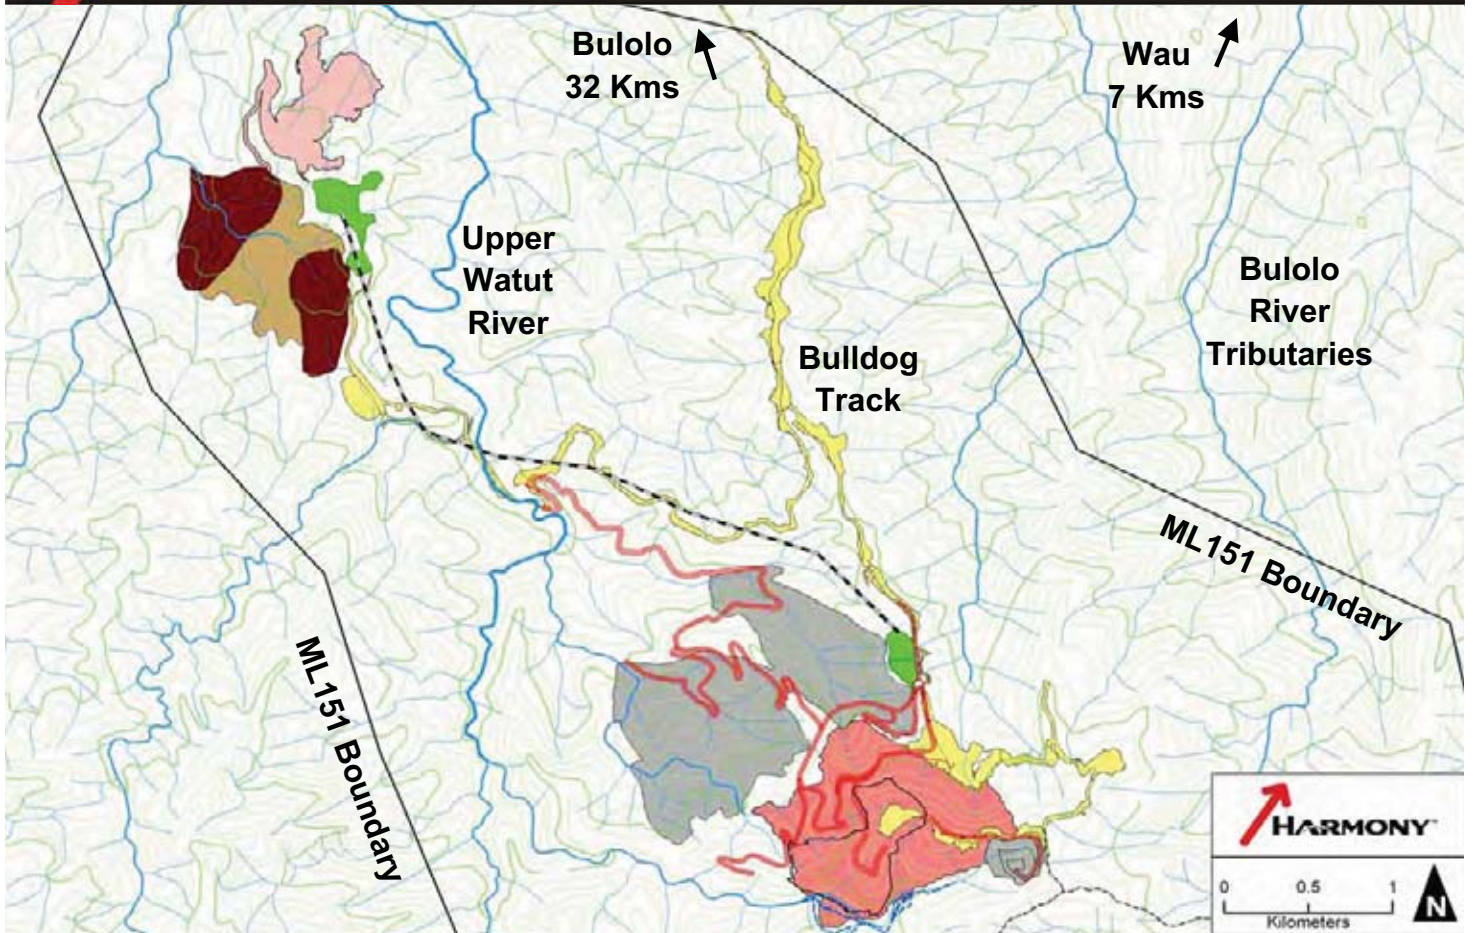 Bulolo
32 Kms
Wau
7 Kms
Upper
Watut
River
Bulolo
River
Tributaries
Bulldog
Track
ML151 Boundary
ML151 Boundary
HARMONY
0 0.5 1
Kilometers
N